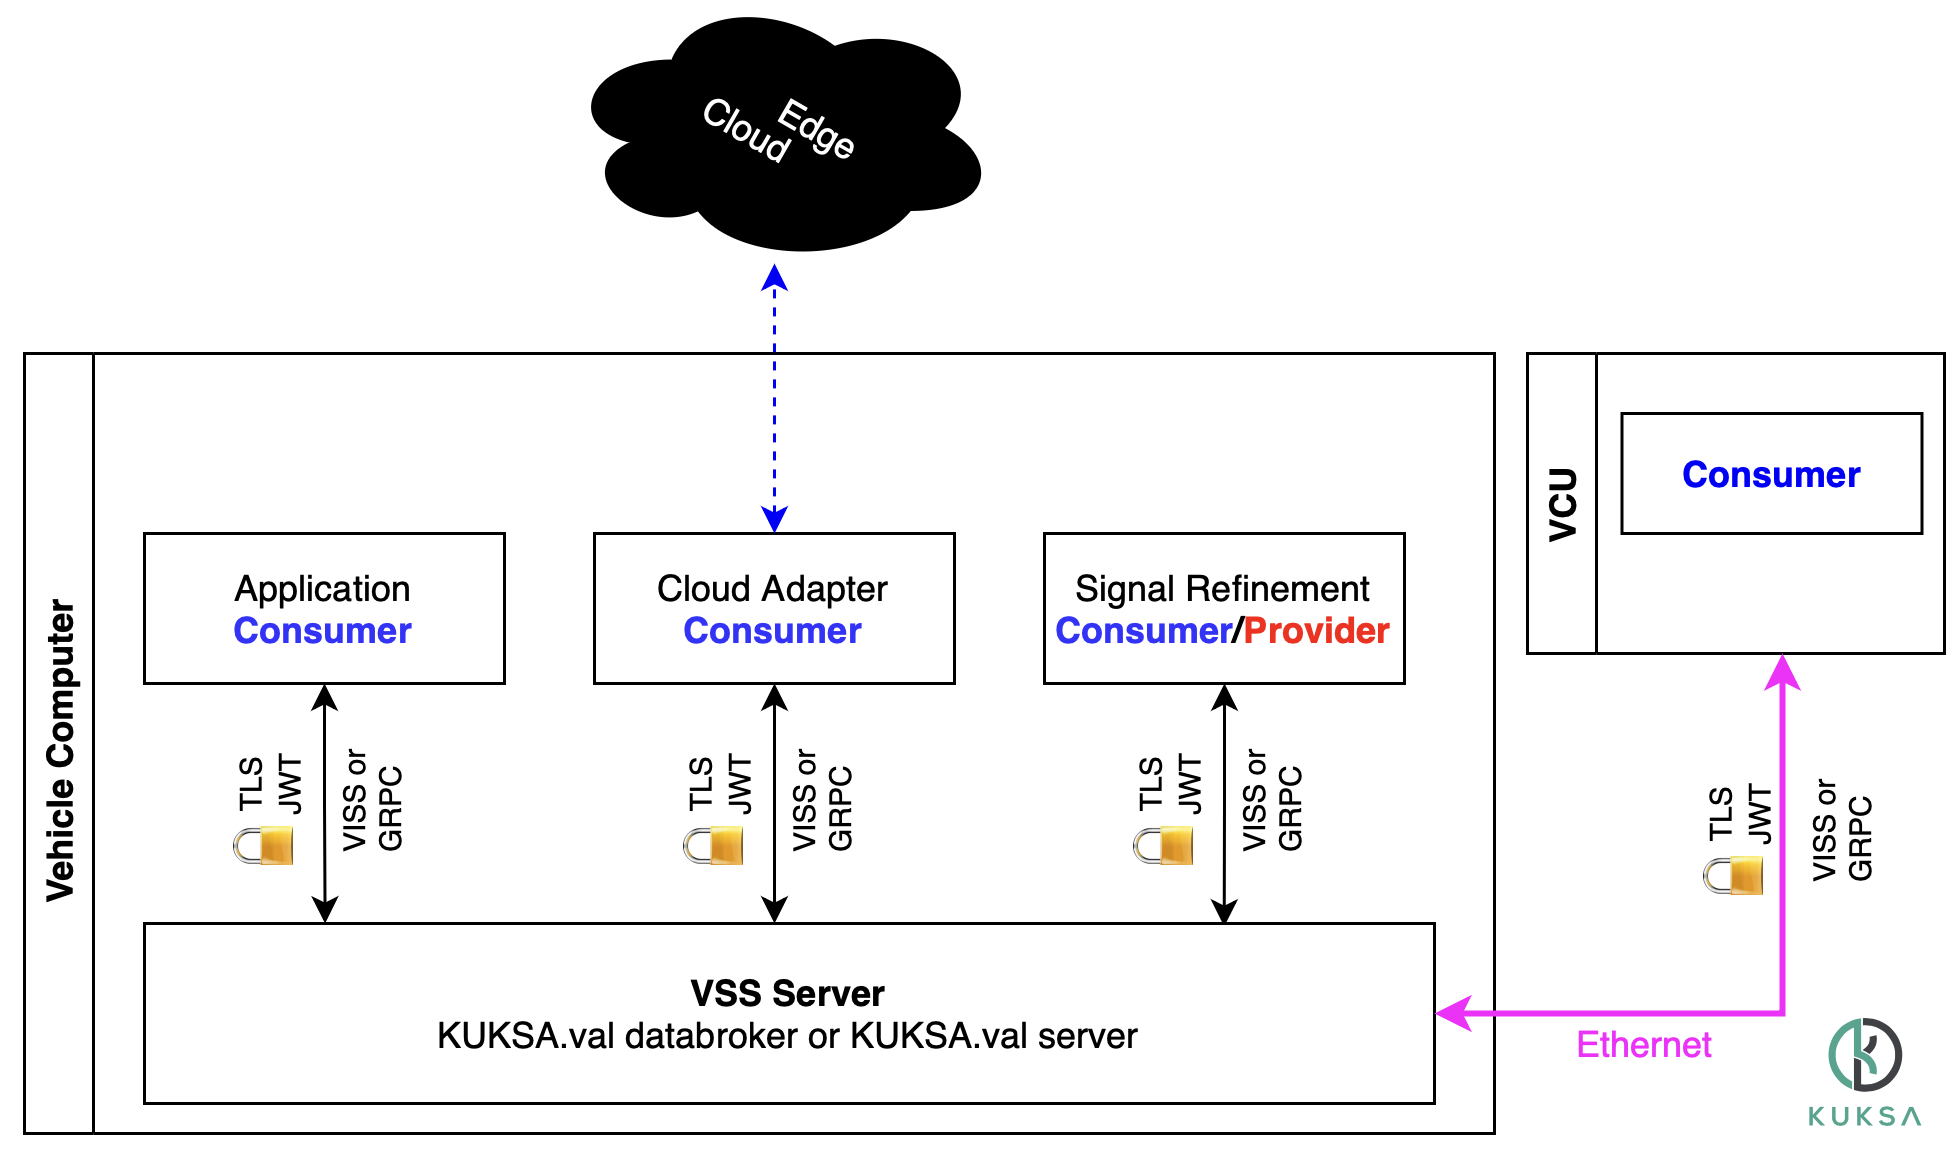 Edge
Cloud
Vehicle Computer
Application
Consumer
Cloud Adapter
Consumer
Signal Refinement
Consumer/Provider
VCU
Consumer
TLS
JWT
VISS or
GRPC
TLS
JWT
VISS or
GRPC
TLS
JWT
VISS or
GRPC
TLS
JWT
VISS or
GRPC
VSS Server
KUKSA.val databroker or KUKSA.val server
Ethernet
KUKSA